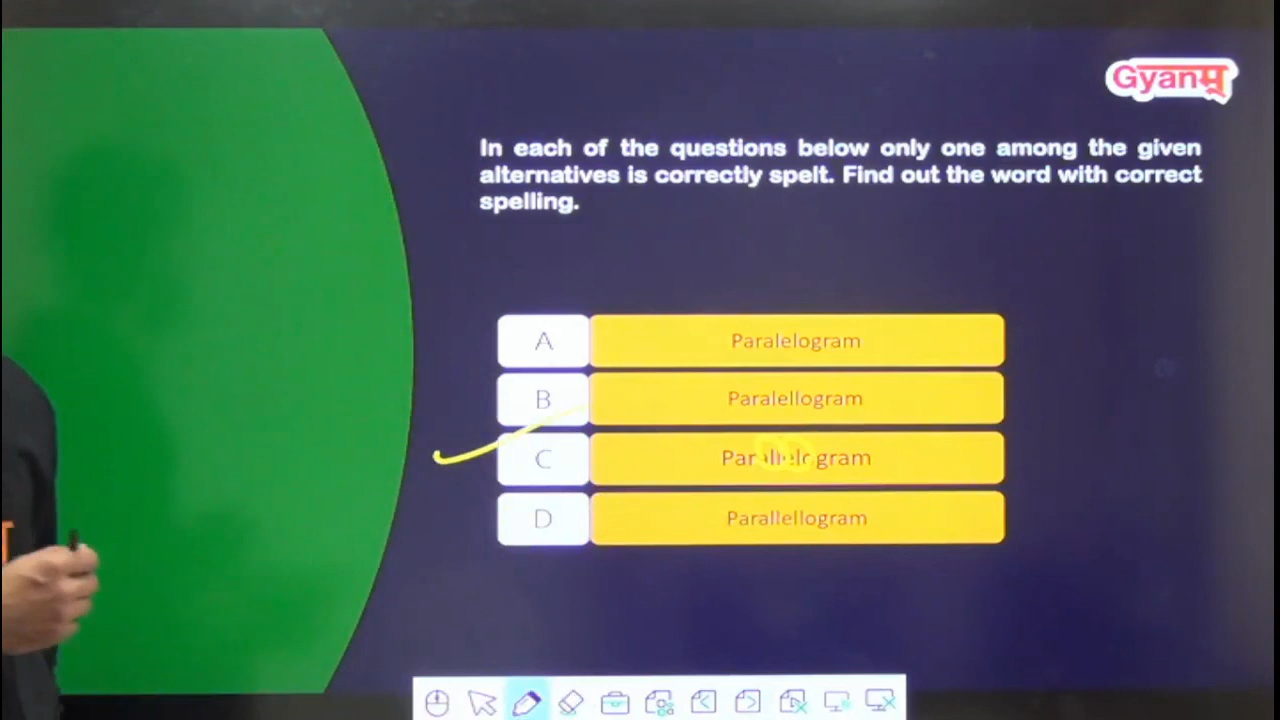 Gyanम्
In each of the questions below only one among the given
alternatives is correctly spelt. Find out the word with correct
spelling.
A Paralelogram
B Paralellogram
C Parallelogram
D Parallellogram